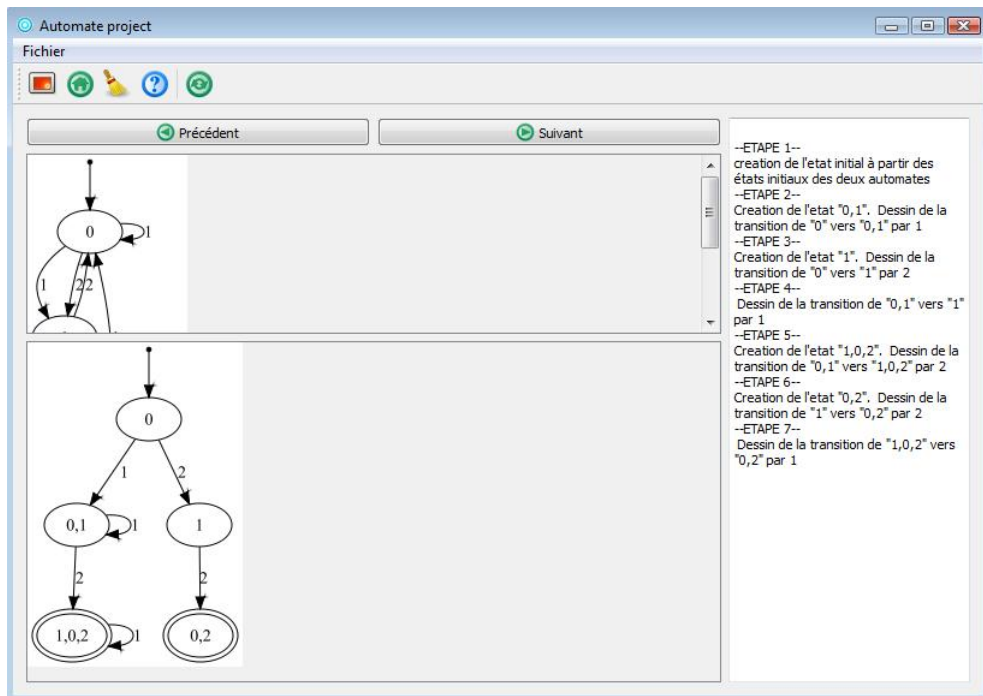 Automate project
Fichier
Précédent
Suivant
0
1
1
2
2
0
1
2
0,1
1
1
2
2
1,0,2
1
0,2
--ETAPE 1--
creation de l'etat initial à partir des
états initiaux des deux automates
--ETAPE 2--
Creation de l'etat "0,1".  Dessin de la
transition de "0" vers "0,1" par 1
--ETAPE 3--
Creation de l'etat "1".  Dessin de la
transition de "0" vers "1" par 2
--ETAPE 4--
Dessin de la transition de "0,1" vers "1"
par 1
--ETAPE 5--
Creation de l'etat "1,0,2".  Dessin de la
transition de "0,1" vers "1,0,2" par 2
--ETAPE 6--
Creation de l'etat "0,2".  Dessin de la
transition de "1" vers "0,2" par 2
--ETAPE 7--
Dessin de la transition de "1,0,2" vers
"0,2" par 1